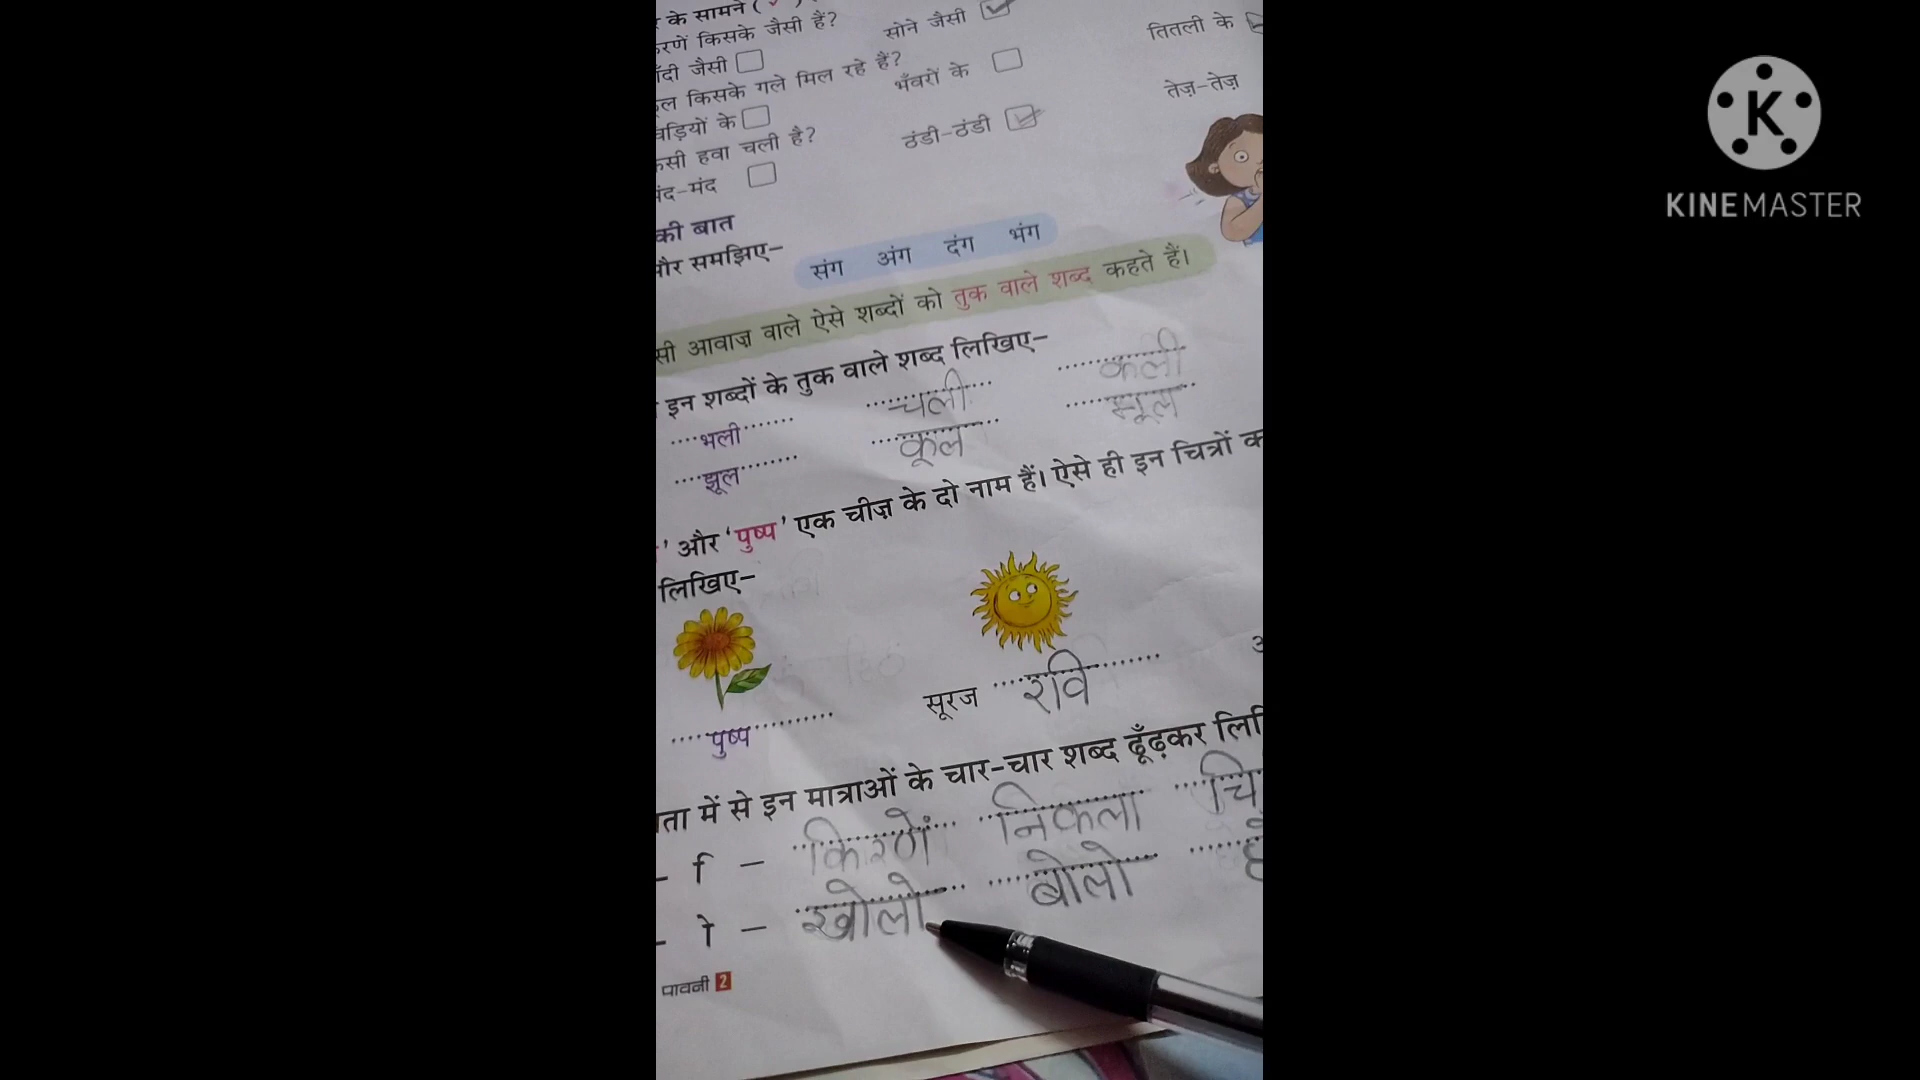 के सामने (✓)
किसके जैसी हैं?
जैसी
सोने जैसी
किसके गले मिल रहे हैं?
के
भँवरों के
तितली के
हवा चली है?
मंद-मंद
ठंडी-ठंडी
तेज़-तेज़
की बात
और समझिए-
संग अंग दंग भंग
सी आवाज़ वाले ऐसे शब्दों को तुक वाले शब्द कहते हैं।
इन शब्दों के तुक वाले शब्द लिखिए-
भली चली कली
झूल कूल
' और 'पुष्प' एक चीज़ के दो नाम हैं। ऐसे ही इन चित्रों
लिखिए-
पुष्प सूरज रवि
में से इन मात्राओं के चार-चार शब्द ढूँढ़कर
- ि - किरणें निकला
- ो - खोलो बोलो
पावनी 2
K
KINEMASTER